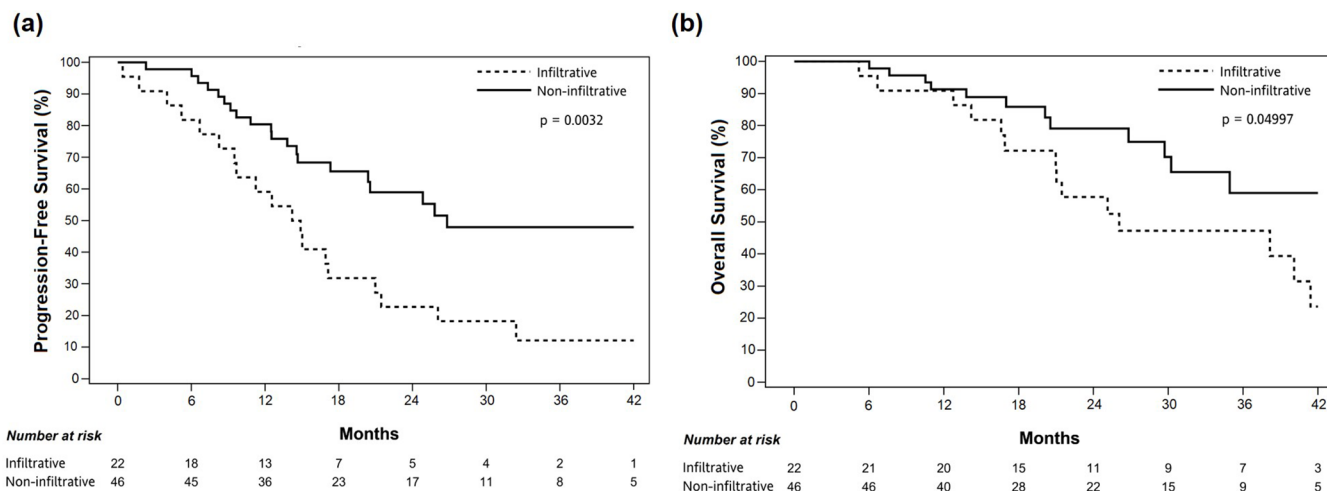 (a)
Progression-Free Survival (%)
100
90
80
70
60
50
40
30
20
10
0
Infiltrative
Non-infiltrative
p = 0.0032
0 6 12 18 24 30 36 42
Months
Number at risk
Infiltrative 22 18 13 7 5 4 2 1
Non-infiltrative 46 45 36 23 17 11 8 5
(b)
Overall Survival (%)
100
90
80
70
60
50
40
30
20
10
0
Infiltrative
Non-infiltrative
p = 0.04997
0 6 12 18 24 30 36 42
Months
Number at risk
Infiltrative 22 21 20 15 11 9 7 3
Non-infiltrative 46 46 40 28 22 15 9 5